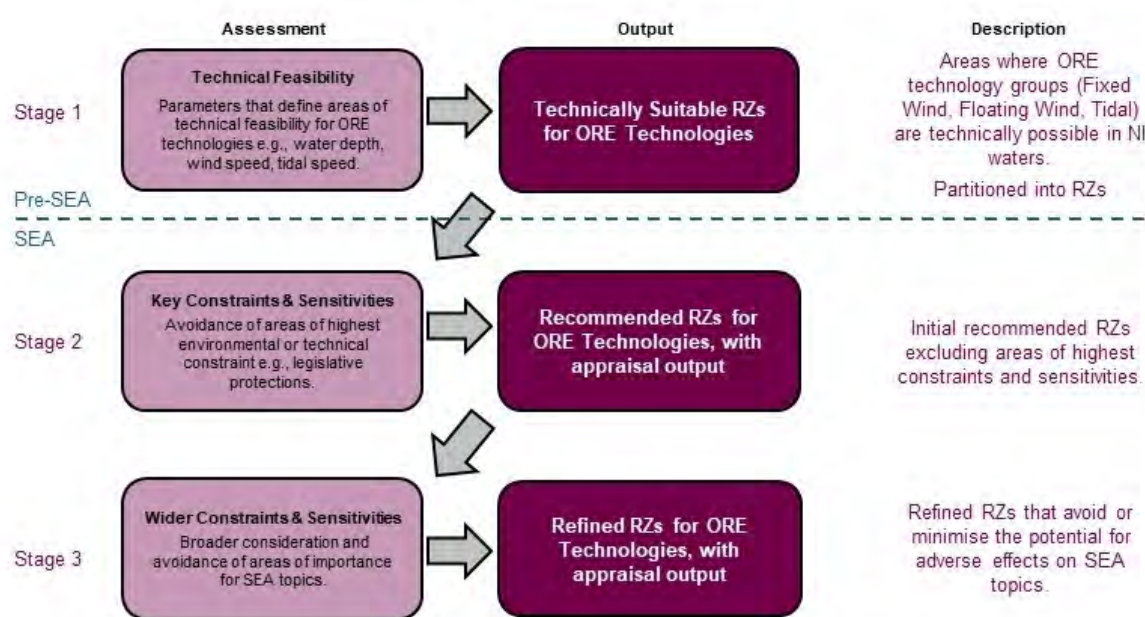 Assessment
Output
Description
Stage 1
Technical Feasibility
Parameters that define areas of
technical feasibility for ORE
technologies e.g., water depth,
wind speed, tidal speed.
Technically Suitable RZs
for ORE Technologies
Areas where ORE
technology groups (Fixed
Wind, Floating Wind, Tidal)
are technically possible in NI
waters.
Partitioned into RZs
Pre-SEA
SEA
Stage 2
Key Constraints & Sensitivities
Avoidance of areas of highest
environmental or technical
constraint e.g., legislative
protections.
Recommended RZs for
ORE Technologies, with
appraisal output
Initial recommended RZs
excluding areas of highest
constraints and sensitivities.
Stage 3
Wider Constraints & Sensitivities
Broader consideration and
avoidance of areas of importance
for SEA topics.
Refined RZs for ORE
Technologies, with
appraisal output
Refined RZs that avoid or
minimise the potential for
adverse effects on SEA
topics.